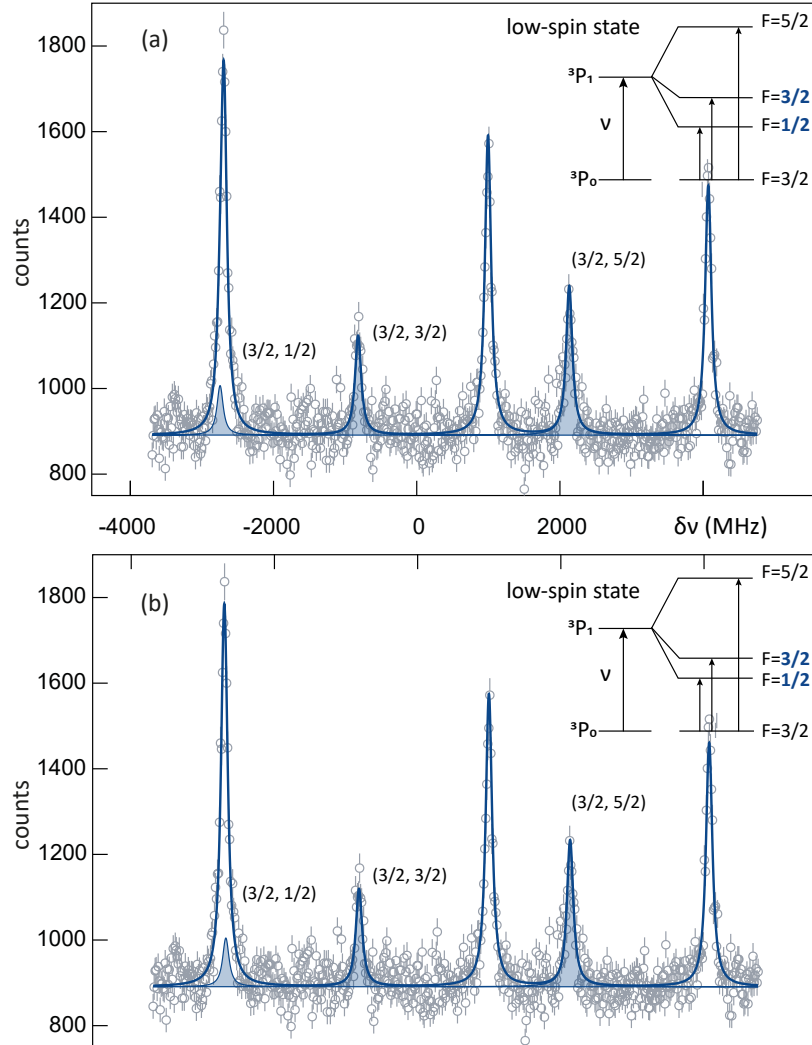 (a)
low-spin state
F=5/2
³P₁
F=3/2
ν
F=1/2
³P₀
F=3/2
1800
1600
1400
1200
1000
800
counts
(3/2, 5/2)
(3/2, 1/2)
(3/2, 3/2)
-4000
-2000
0
2000
δν (MHz)
(b)
low-spin state
F=5/2
³P₁
F=3/2
ν
F=1/2
³P₀
F=3/2
1800
1600
1400
1200
1000
800
counts
(3/2, 5/2)
(3/2, 1/2)
(3/2, 3/2)